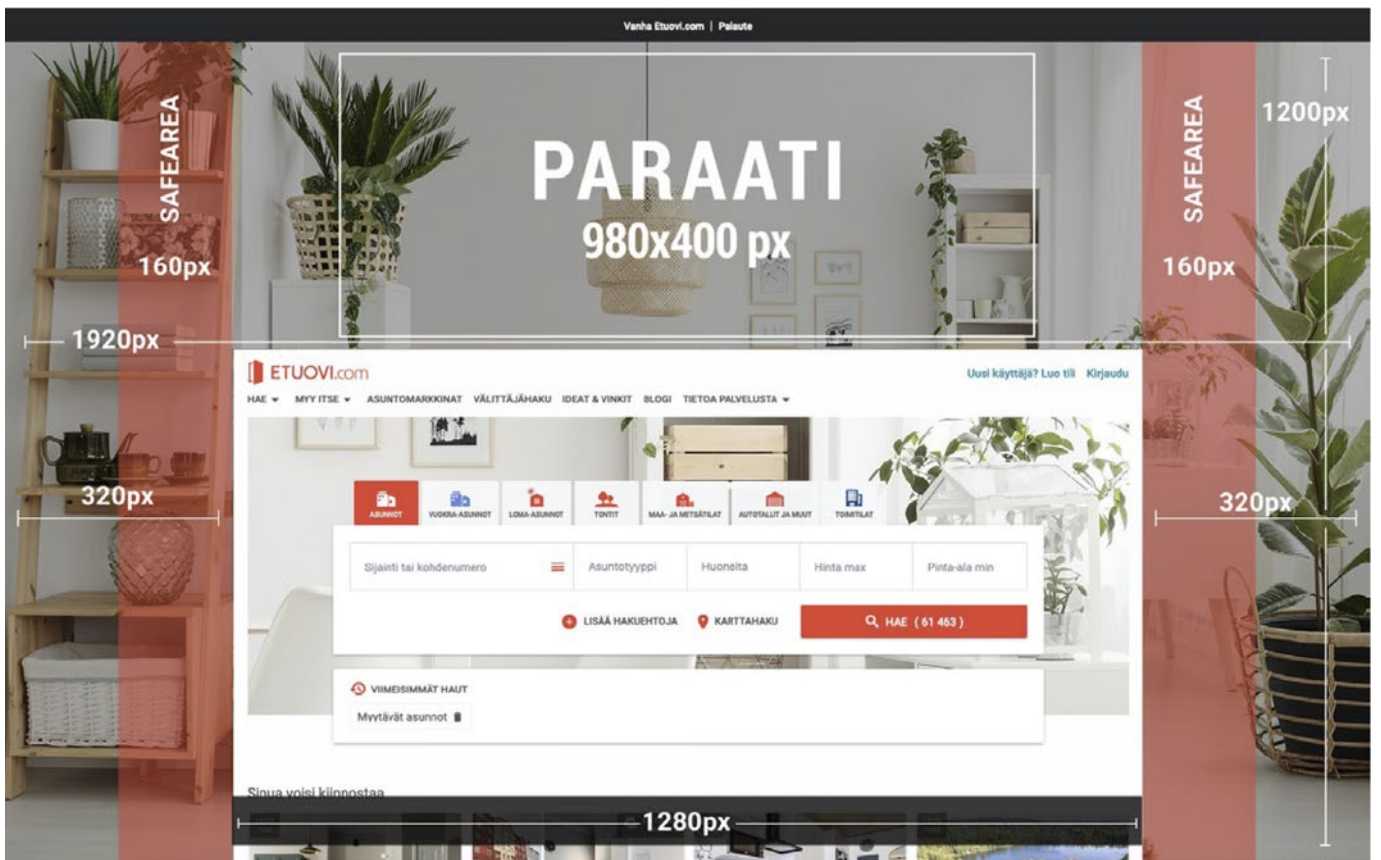 Vanha Etuovi.com | Palaute
SAFEAREA
SAFEAREA
1200px
PARAATI
980x400 px
160px
160px
1920px
ETUOVI.com
Uusi käyttäjä? Luo tili Kirjaudu
HAE MYY ITSE ASUNTOMARKKINAT VÄLITTÄJÄHAKU IDEAT & VINKIT BLOGI TIETOA PALVELUSTA
320px
320px
ASUNNOT VUOKRA-ASUNNOT LOMA-ASUNNOT TONTIT MAA- JA METSÄTILAT AUTOTALUT JA MUUT TOIMITILAT
Sijainti tai kohdenumero Asuntotyyppi Huoneita Hinta max Pinta-ala min
LISÄÄ HAKUEHTOJA KARTTAHAKU HAE ( 61 463 )
VIIMEISIMMÄT HAUT
Myytävät asunnot
Sinua voisi kiinnostaa
1280px